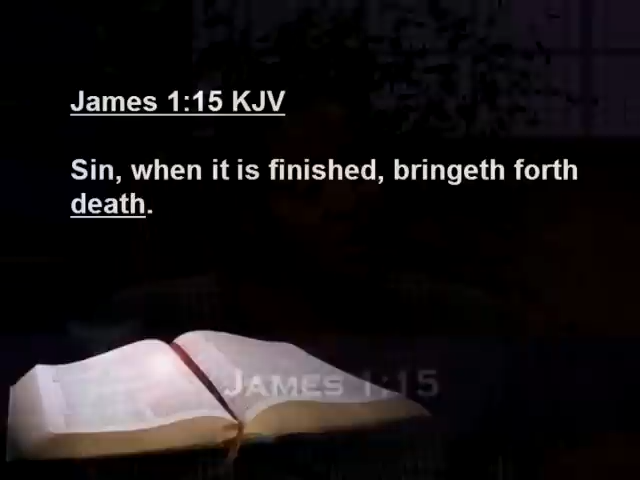 James 1:15 KJV
Sin, when it is finished, bringeth forth
death.
JAMES 1:15